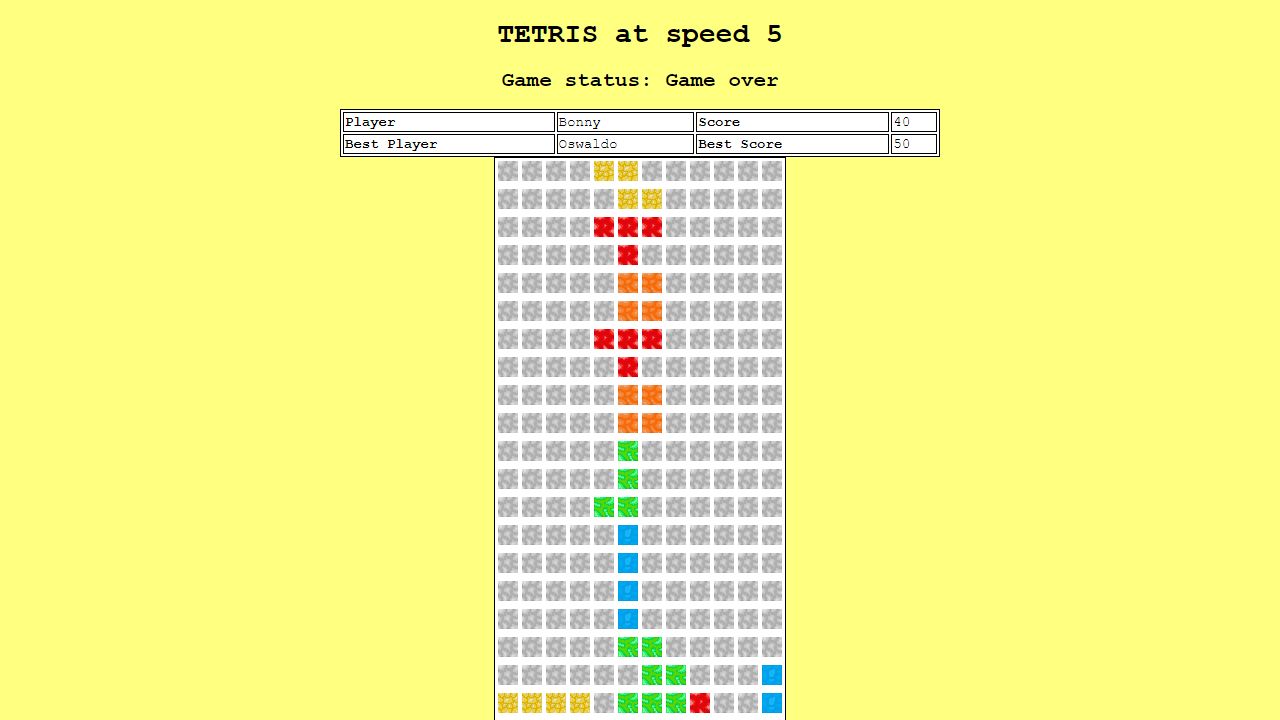 TETRIS at speed 5
Game status: Game over
Player Bonny Score 40
Best Player Oswaldo Best Score 50